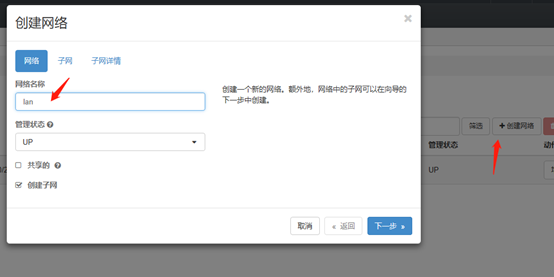 创建网络
×
网络 子网 子网详情
网络名称
lan
创建一个新的网络。额外地,网络中的子网可以在向导的
下一步中创建。
管理状态
UP
共享的
创建子网
取消 « 返回 下一步 »
筛选 +创建网络
管理状态
UP